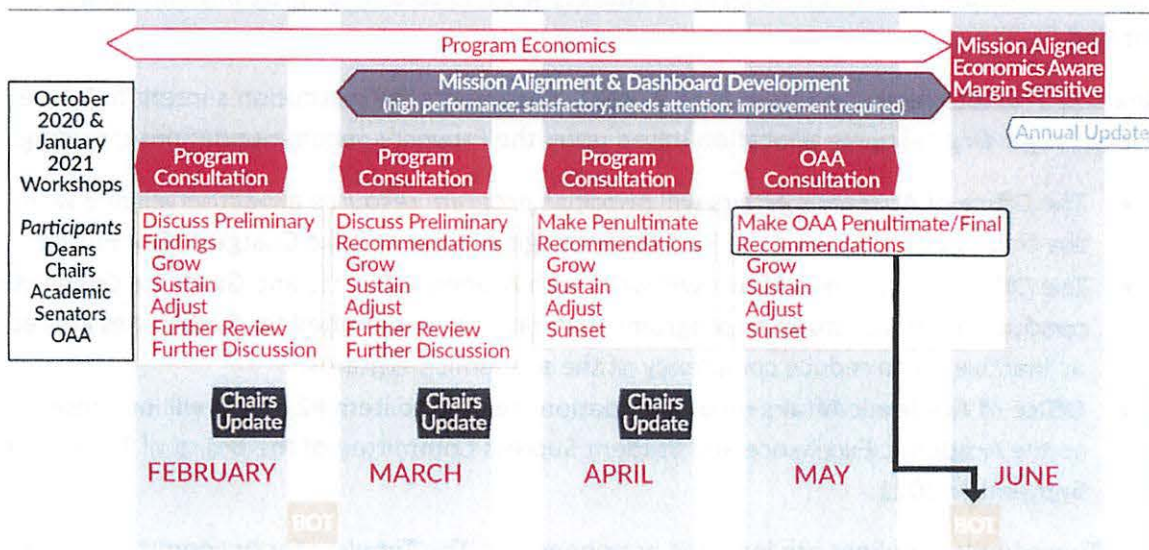 Program Economics
Mission Aligned
Economics Aware
Margin Sensitive
Mission Alignment & Dashboard Development
(high performance; satisfactory; needs attention; improvement required)
Annual Update
October
2020 &
January
2021
Workshops
Participants
Deans
Chairs
Academic
Senators
OAA
Program
Consultation
Discuss Preliminary
Findings
Grow
Sustain
Adjust
Further Review
Further Discussion
Chairs
Update
FEBRUARY
BOT
Program
Consultation
Discuss Preliminary
Recommendations
Grow
Sustain
Adjust
Further Review
Further Discussion
Chairs
Update
MARCH
Program
Consultation
Make Penultimate
Recommendations
Grow
Sustain
Adjust
Sunset
Chairs
Update
APRIL
OAA
Consultation
Make OAA Penultimate/Final
Recommendations
Grow
Sustain
Adjust
Sunset
MAY
JUNE
BOT